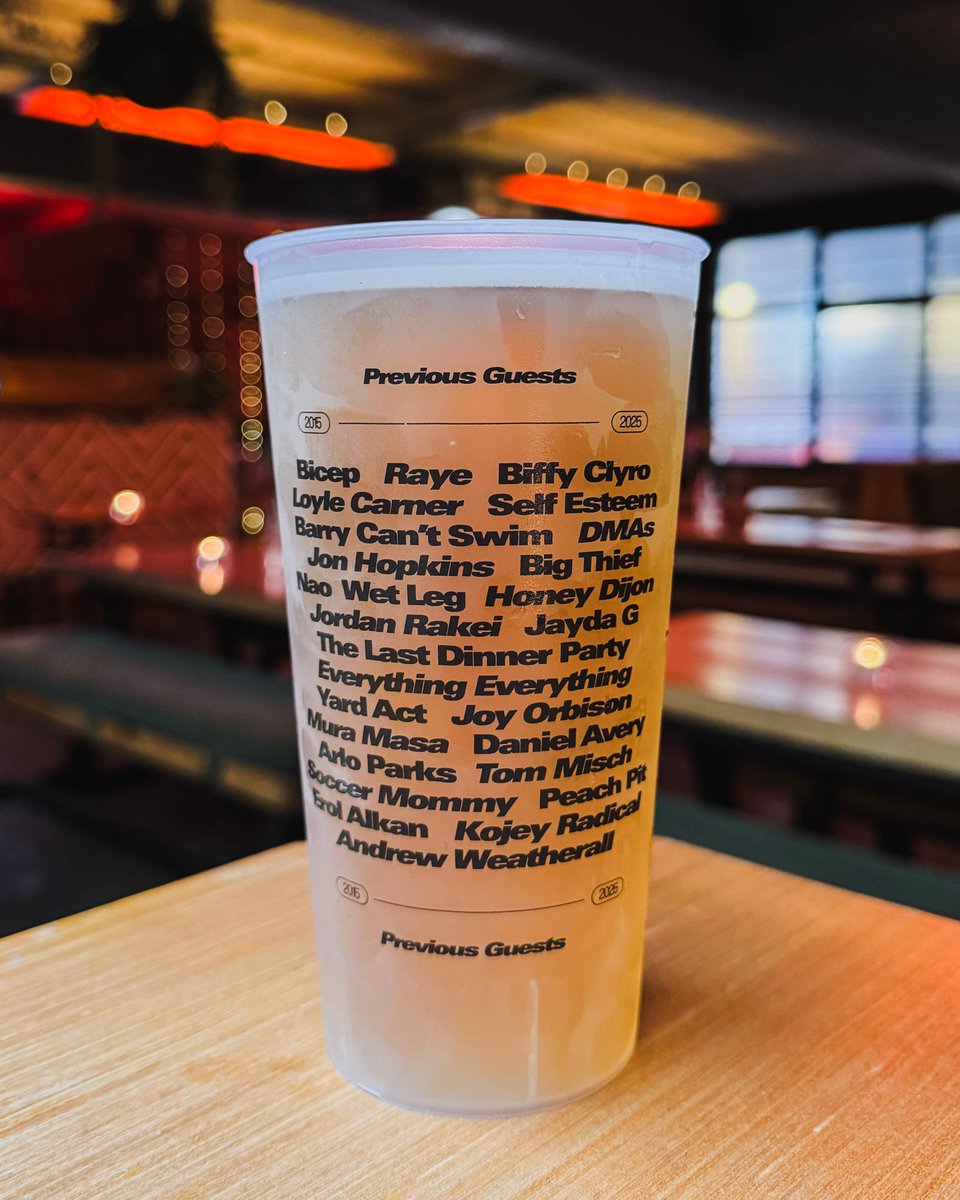 Previous Guests
2015 2025
Bicep Raye Biffy Clyro
Loyle Carner Self Esteem
Barry Can't Swim DMAs
Jon Hopkins Big Thief
Nao Wet Leg Honey Dijon
Jordan Rakei Jayda G
The Last Dinner Party
Everything Everything
Yard Act Joy Orbison
Mura Masa Daniel Avery
Arlo Parks Tom Misch
Soccer Mommy Peach Pit
Erol Alkan Kojey Radical
Andrew Weatherall
2015 2025
Previous Guests